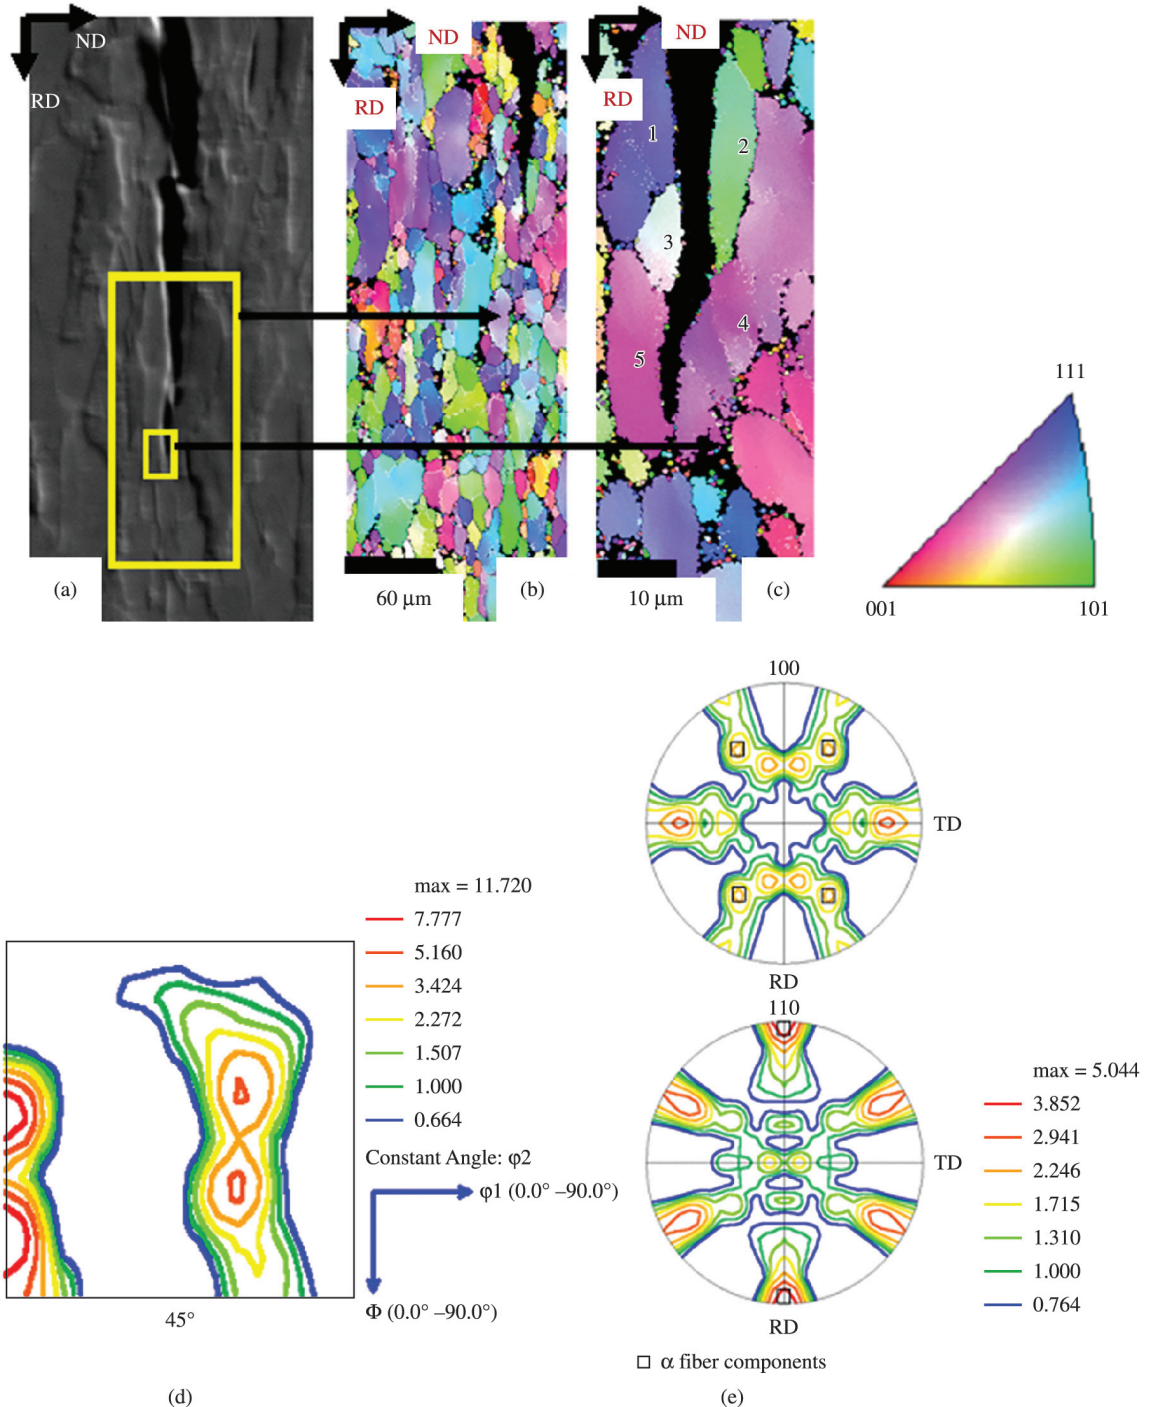 ND
RD
(a)
ND
RD
60 μm
(b)
ND
RD
1
2
3
4
5
10 μm
(c)
111
001
101
max = 11.720
7.777
5.160
3.424
2.272
1.507
1.000
0.664
Constant Angle: φ2
φ1 (0.0° –90.0°)
Φ (0.0° –90.0°)
45°
(d)
100
TD
RD
110
TD
RD
max = 5.044
3.852
2.941
2.246
1.715
1.310
1.000
0.764
α fiber components
(e)